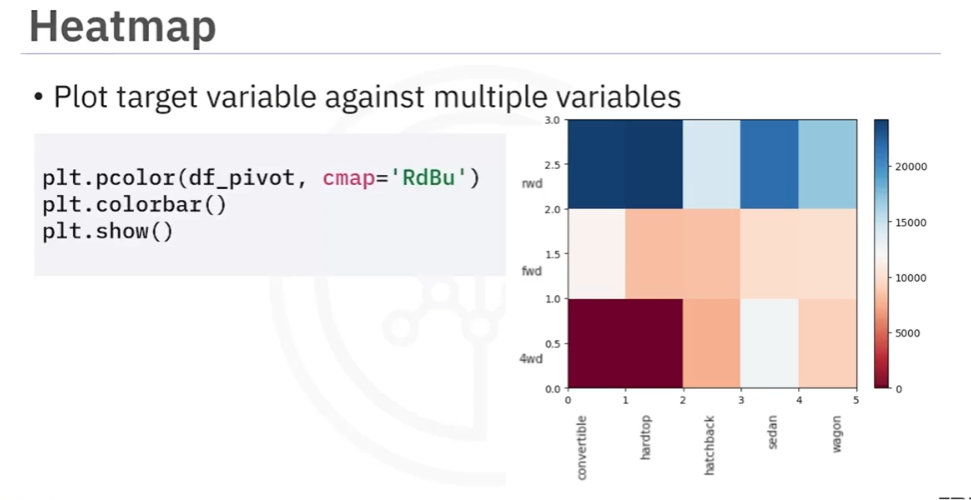 Heatmap
• Plot target variable against multiple variables
plt.pcolor(df_pivot, cmap='RdBu')
plt.colorbar()
plt.show()
3.0
2.5
rwd
2.0
1.5
fwd
1.0
0.5
4wd
0.0
0 1 2 3 4 5
convertible
hardtop
hatchback
sedan
wagon
20000
15000
10000
5000
0